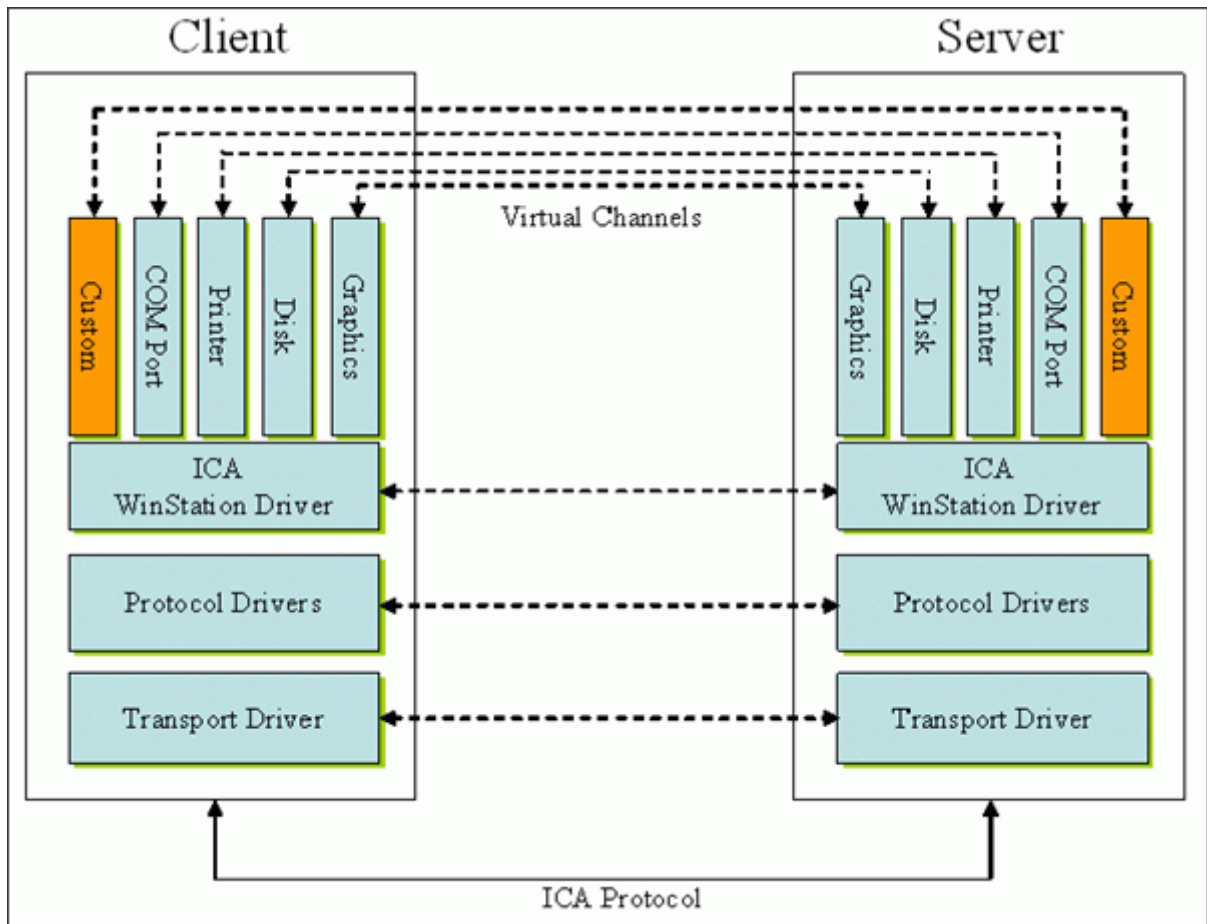 Client
Server
Virtual Channels
Custom
COM Port
Printer
Disk
Graphics
Graphics
Disk
Printer
COM Port
Custom
ICA
WinStation Driver
ICA
WinStation Driver
Protocol Drivers
Protocol Drivers
Transport Driver
Transport Driver
ICA Protocol